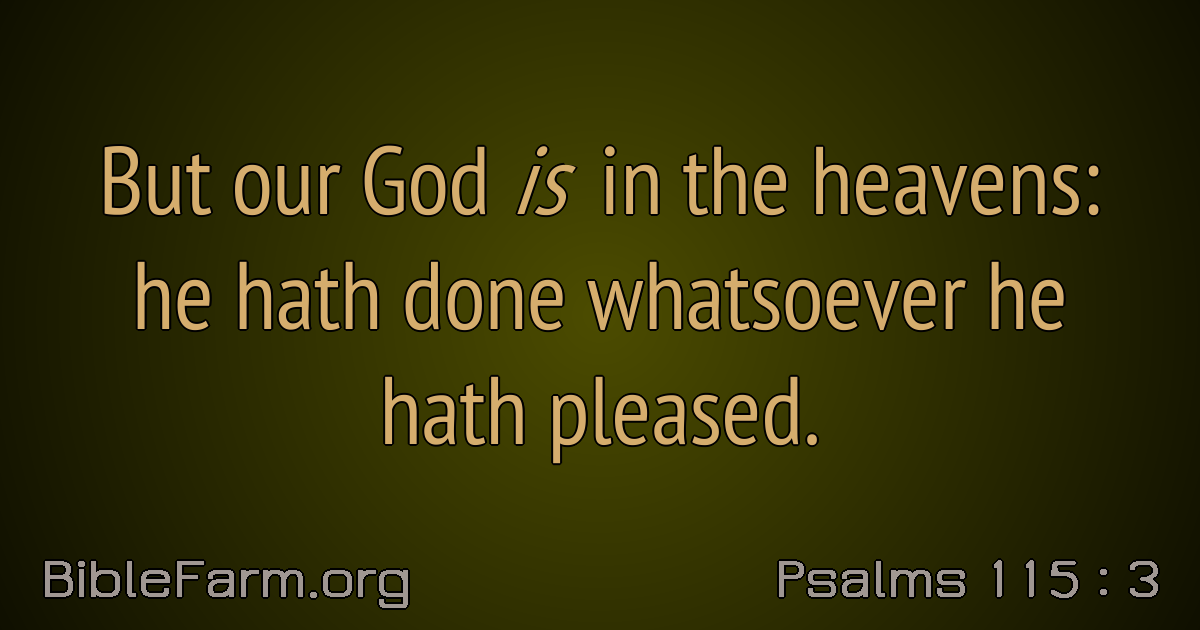 But our God is in the heavens:
he hath done whatsoever he
hath pleased.
BibleFarm.org
Psalms 115 : 3